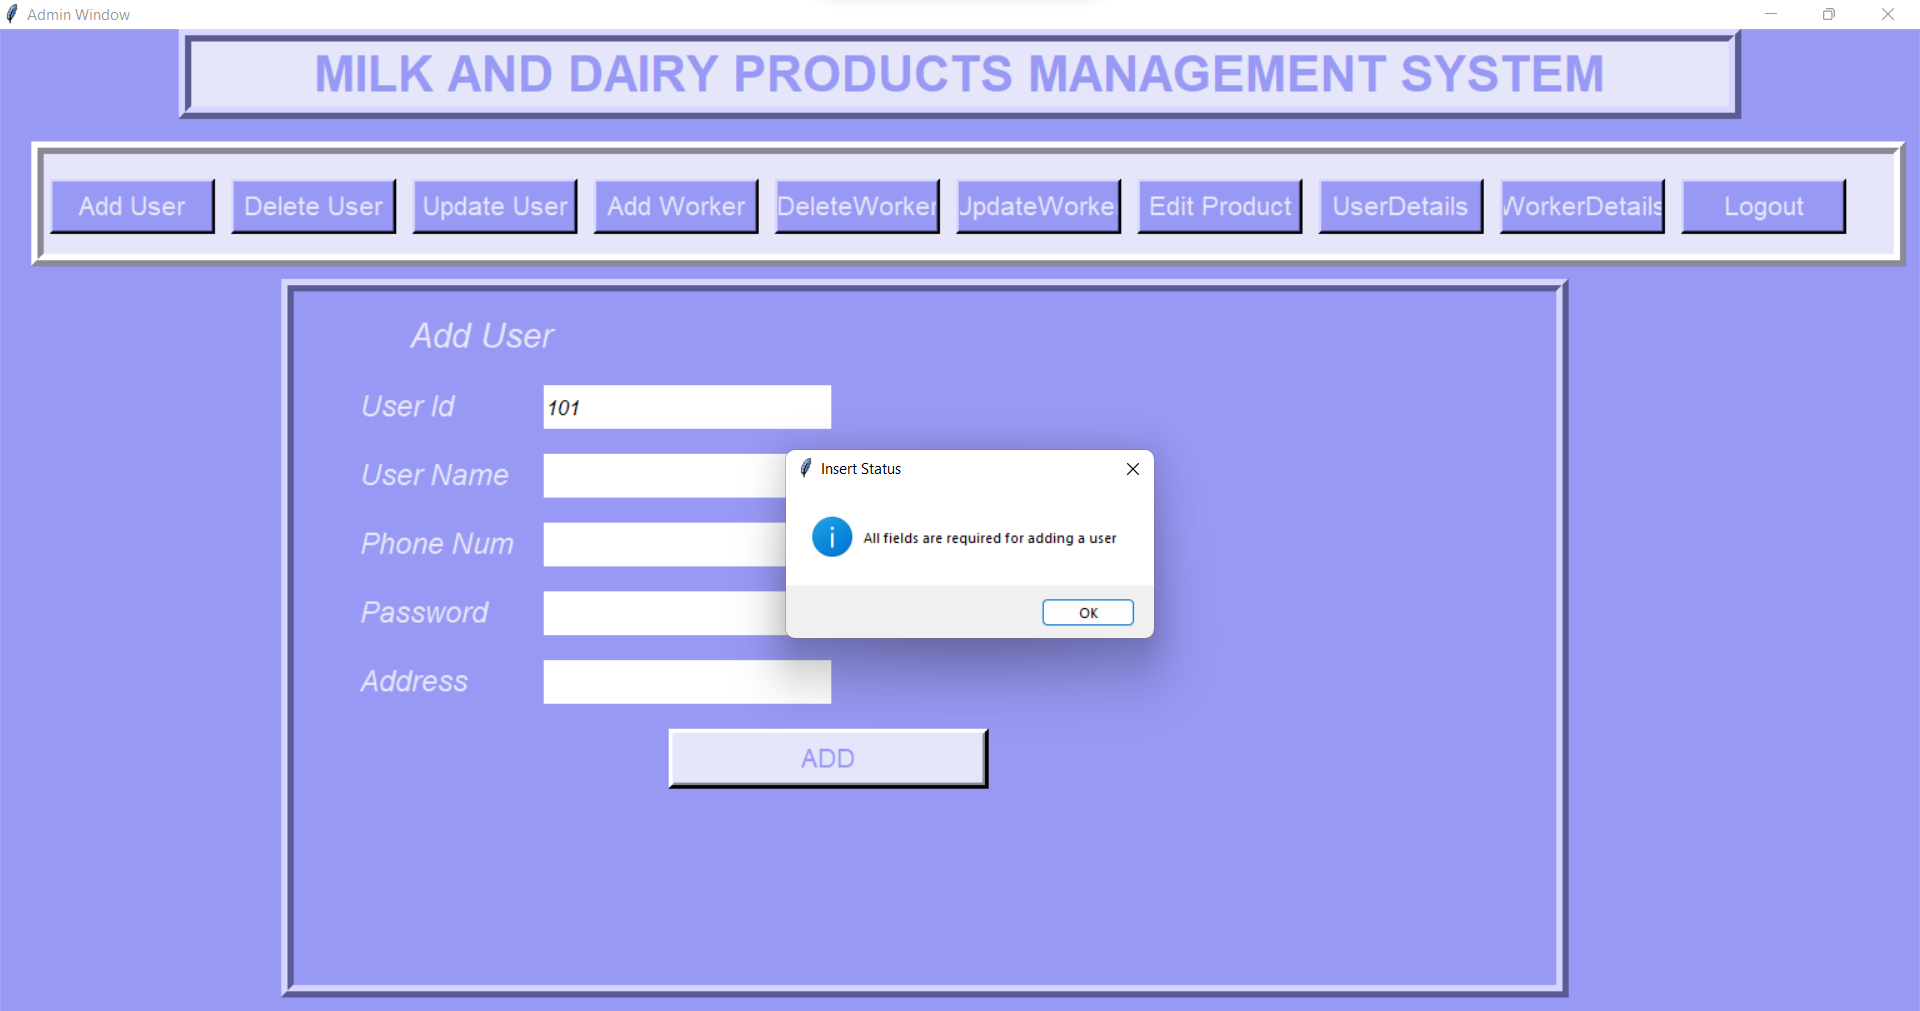 Admin Window
MILK AND DAIRY PRODUCTS MANAGEMENT SYSTEM
Add User Delete User Update User Add Worker DeleteWorker UpdateWorke Edit Product UserDetails WorkerDetails Logout
Add User
User Id 101
User Name
Insert Status
Phone Num
All fields are required for adding a user
Password
OK
Address
ADD